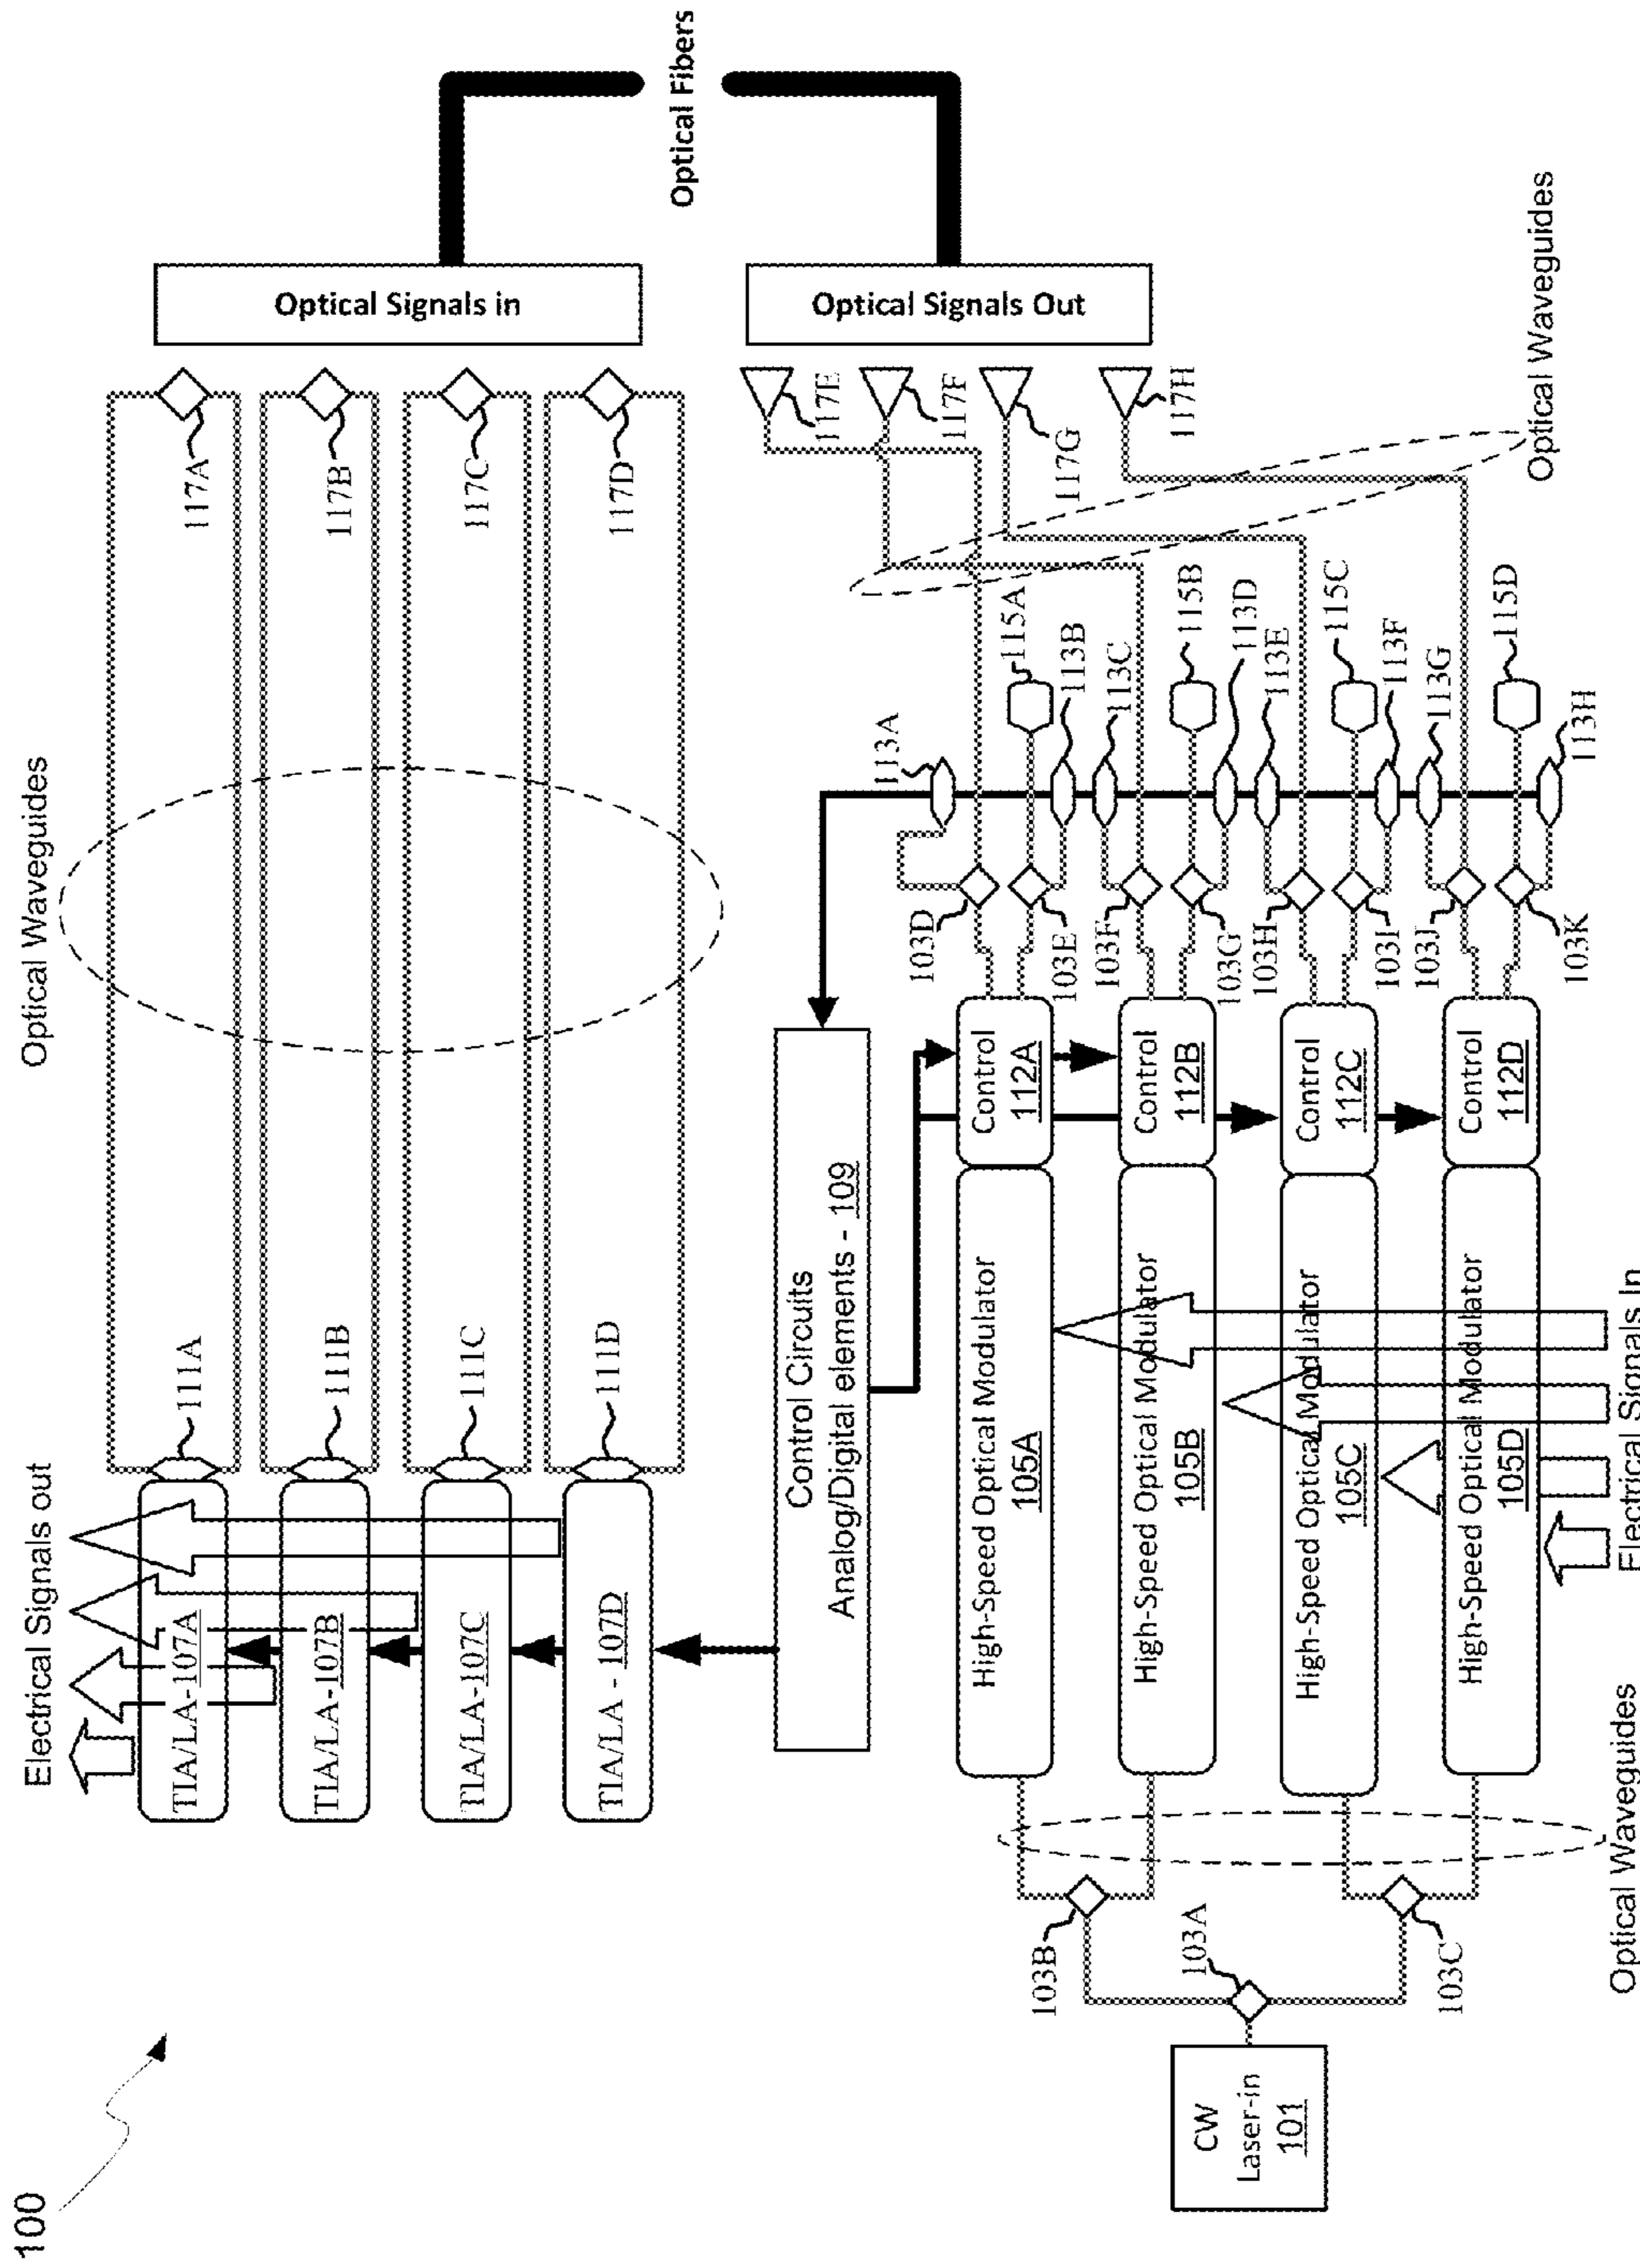 100
Electrical Signals out
Optical Waveguides
TIA/LA-107A
111A
117A
TIA/LA-107B
111B
117B
TIA/LA-107C
111C
117C
TIA/LA - 107D
111D
117D
Optical Signals in
Optical Fibers
Optical Signals Out
Control Circuits
Analog/Digital elements - 109
117E
117F
117G
117H
113A
103D
115A
113B
103E
113C
103F
115B
113D
103G
113E
103H
115C
113F
103I
113G
103J
115D
113H
103K
Control
112A
Control
112B
Control
112C
Control
112D
High-Speed Optical Modulator
105A
High-Speed Optical Modulator
105B
High-Speed Optical Modulator
105C
High-Speed Optical Modulator
105D
103B
103A
103C
CW
Laser-in
101
Optical Waveguides
Electrical Signals In
Optical Waveguides